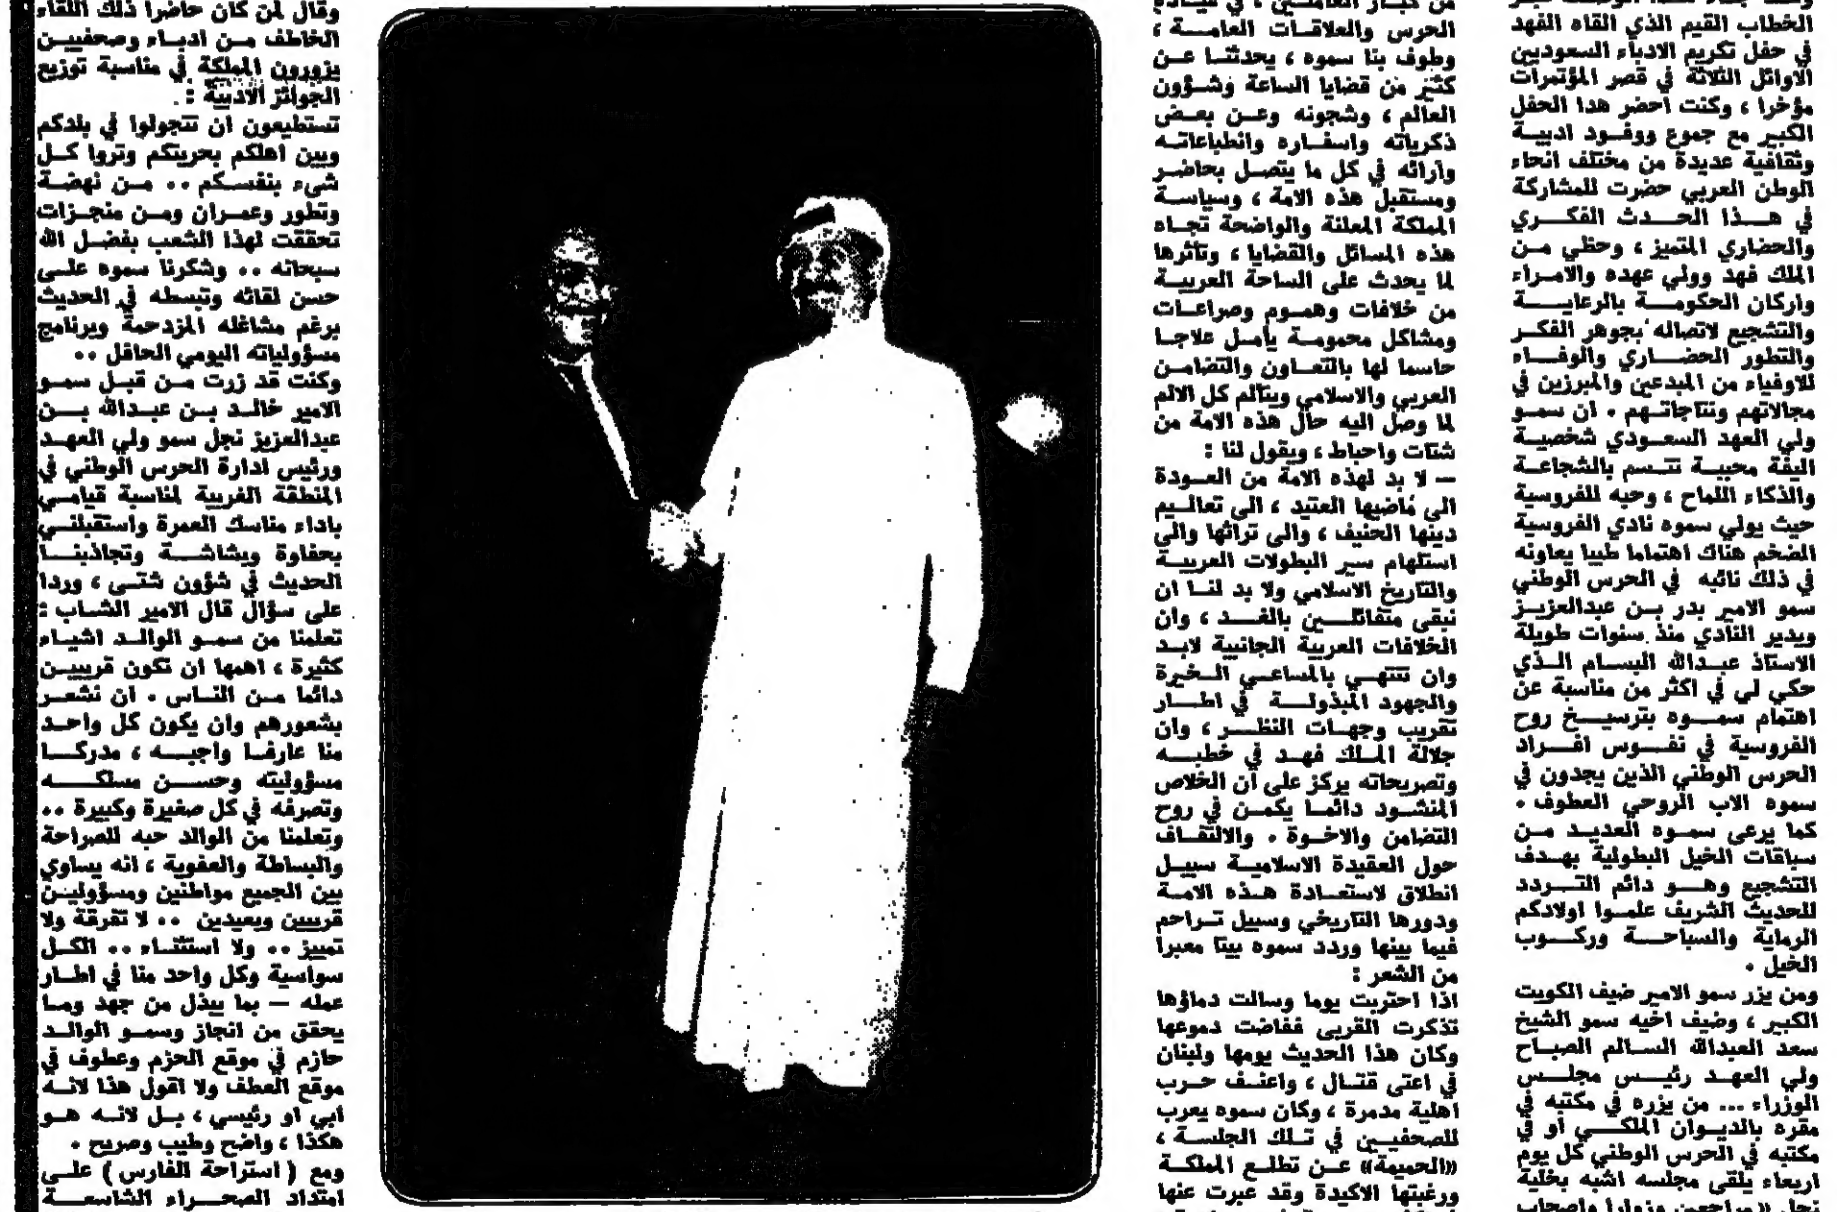 الخطاب القيم الذي القاه الفهد
في حفل تكريم الادباء السعوديين
الاوائل الثلاثة في قصر المؤتمرات
مؤخرا ، وكنت احضر هذا الحفل
الكبير مع جموع ووفود ادبية
وثقافية عديدة من مختلف انحاء
الوطن العربي حضرت للمشاركة
في هذا الحدث الفكري
والحضاري المتميز ، وحظي من
الملك فهد وولي عهده والامراء
واركان الحكومة بالرعاية
والتشجيع لاتصاله بجوهر الفكر
والتطور الحضاري والوفاء
للاوفياء من المبدعين والمبرزين في
مجالاتهم ونتاجاتهم . ان سمو
ولي العهد السعودي شخصية
اليفة محببة تتسم بالشجاعة
والذكاء اللماح ، وحبه للفروسية
حيث يولي سموه نادي الفروسية
الضخم هناك اهتماما طيبا يعاونه
في ذلك نائبه في الحرس الوطني
سمو الامير بدر بن عبدالعزيز
ويدير النادي منذ سنوات طويلة
الاستاذ عبدالله البسام الذي
حكي لي في اكثر من مناسبة عن
اهتمام سموه بترسيخ روح
الفروسية في نفوس افراد
الحرس الوطني الذين يجدون في
سموه الاب الروحي العطوف .
كما يرعى سموه العديد من
سباقات الخيل البطولية بهدف
التشجيع وهو دائم التردد
للحديث الشريف علموا اولادكم
الرماية والسباحة وركوب
الخيل .
ومن يزر سمو الامير ضيف الكويت
الكبير ، وضيف اخيه سمو الشيخ
سعد العبدالله السالم الصباح
ولي العهد رئيس مجلس
الوزراء ... من يزره في مكتبه في
مقره بالديوان الملكي او في
مكتبه في الحرس الوطني كل يوم
اربعاء يلقى مجلسه اشبه بخلية
نحل « مراجعين وزوارا واصحاب
من كبار العاملين ، في قيادة
الحرس والعلاقات العامة ،
وطوف بنا سموه ، يحدثنا عن
كثير من قضايا الساعة وشؤون
العالم ، وشجونه وعن بعض
ذكرياته واسفاره وانطباعاته
وآرائه في كل ما يتصل بحاضر
ومستقبل هذه الامة ، وسياسة
المملكة المعلنة والواضحة تجاه
هذه المسائل والقضايا ، وتأثرها
لما يحدث على الساحة العربية
من خلافات وهموم وصراعات
ومشاكل محمومة يأمل علاجا
حاسما لها بالتعاون والتضامن
العربي والاسلامي ويتألم كل الالم
لما وصل اليه حال هذه الامة من
شتات واحباط ، ويقول لنا :
— لا بد لهذه الامة من العودة
الى ماضيها العتيد ، الى تعاليم
دينها الحنيف ، والى تراثها والى
استلهام سير البطولات العربية
والتاريخ الاسلامي ولا بد لنا ان
نبقى متفائلين بالغد ، وان
الخلافات العربية الجانبية لابد
وان تنتهي بالمساعي الخيرة
والجهود المبذولة في اطار
تقريب وجهات النظر ، وان
جلالة الملك فهد في خطبه
وتصريحاته يركز على ان الخلاص
المنشود دائما يكمن في روح
التضامن والاخوة . والالتفاف
حول العقيدة الاسلامية سبيل
انطلاق لاستعادة هذه الامة
ودورها التاريخي وسبيل تراحم
فيما بينها وردد سموه بيتا معبرا
من الشعر :
اذا احتربت يوما وسالت دماؤها
تذكرت القربى ففاضت دموعها
وكان هذا الحديث يومها ولبنان
في اعتى قتال ، واعنف حرب
اهلية مدمرة ، وكان سموه يعرب
للصحفيين في تلك الجلسة ،
«الحميمة» عن تطلع المملكة
ورغبتها الاكيدة وقد عبرت عنها
وقال لمن كان حاضرا ذلك اللقاء
الخاطف من ادباء وصحفيين
يزورون المملكة في مناسبة توزيع
الجوائز الأدبية :
تستطيعون ان تتجولوا في بلدكم
وبين اهلكم بحريتكم وتروا كل
شيء بنفسكم .. من نهضة
وتطور وعمران ومن منجزات
تحققت لهذا الشعب بفضل الله
سبحانه .. وشكرنا سموه على
حسن لقائه وتبسطه في الحديث
برغم مشاغله المزدحمة وبرنامج
مسؤولياته اليومي الحافل ..
وكنت قد زرت من قبل سمو
الامير خالد بن عبدالله بن
عبدالعزيز نجل سمو ولي العهد
ورئيس ادارة الحرس الوطني في
المنطقة الغربية لمناسبة قيامي
باداء مناسك العمرة واستقبلني
بحفاوة وبشاشة وتجاذبنا
الحديث في شؤون شتى ، وردا
على سؤال قال الامير الشاب :
تعلمنا من سمو الوالد اشياء
كثيرة ، اهمها ان نكون قريبين
دائما من الناس . ان نشعر
بشعورهم وان يكون كل واحد
منا عارفا واجبه ، مدركا
مسؤوليته وحسن مسلكه
وتصرفه في كل صغيرة وكبيرة ..
وتعلمنا من الوالد حبه للصراحة
والبساطة والعفوية ، انه يساوي
بين الجميع مواطنين ومسؤولين
قريبين وبعيدين .. لا تفرقة ولا
تمييز .. ولا استثناء .. الكل
سواسية وكل واحد منا في اطار
عمله — بما يبذل من جهد وما
يحقق من انجاز وسمو الوالد
حازم في موقع الحزم وعطوف في
موقع العطف ولا اقول هذا لانه
ابي او رئيسي ، بل لانه هو
هكذا ، واضح وطيب وصريح .
ومع ( استراحة الفارس ) على
امتداد الصحراء الشاسعة